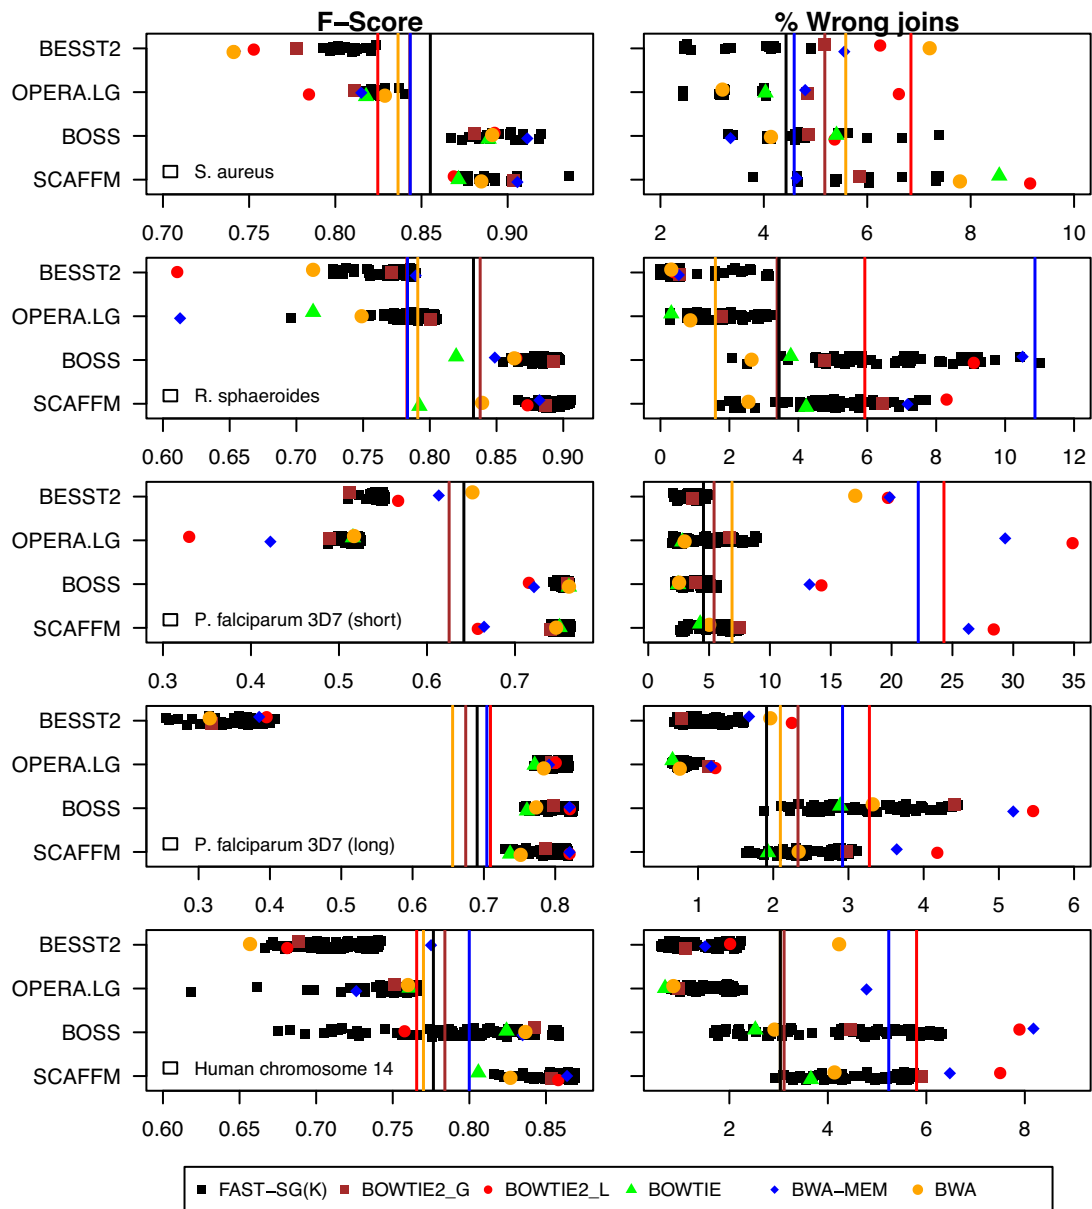 F−Score
% Wrong joins
BESST2
OPERA.LG
BOSS
SCAFFM
S. aureus
0.70 0.75 0.80 0.85 0.90
2 4 6 8 10
BESST2
OPERA.LG
BOSS
SCAFFM
R. sphaeroides
0.60 0.65 0.70 0.75 0.80 0.85 0.90
0 2 4 6 8 10 12
BESST2
OPERA.LG
BOSS
SCAFFM
P. falciparum 3D7 (short)
0.3 0.4 0.5 0.6 0.7
0 5 10 15 20 25 30 35
BESST2
OPERA.LG
BOSS
SCAFFM
P. falciparum 3D7 (long)
0.3 0.4 0.5 0.6 0.7 0.8
1 2 3 4 5 6
BESST2
OPERA.LG
BOSS
SCAFFM
Human chromosome 14
0.60 0.65 0.70 0.75 0.80 0.85
2 4 6 8
FAST−SG(K) BOWTIE2_G BOWTIE2_L BOWTIE BWA−MEM BWA